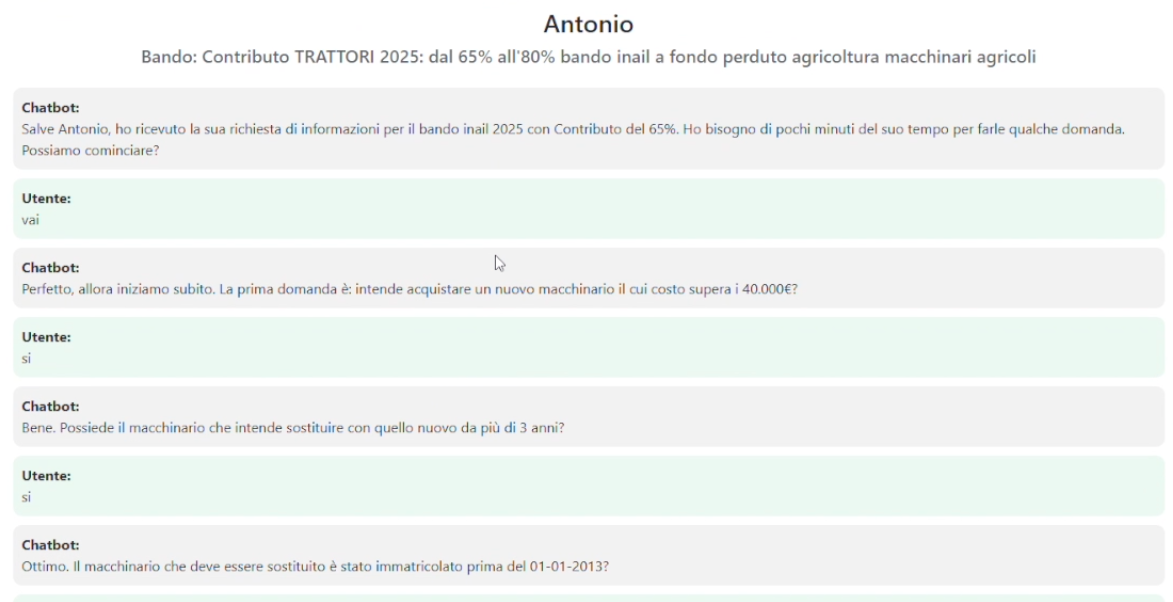 Antonio
Bando: Contributo TRATTORI 2025: dal 65% all'80% bando inail a fondo perduto agricoltura macchinari agricoli
Chatbot:
Salve Antonio, ho ricevuto la sua richiesta di informazioni per il bando inail 2025 con Contributo del 65%. Ho bisogno di pochi minuti del suo tempo per farle qualche domanda.
Possiamo cominciare?
Utente:
vai
Chatbot:
Perfetto, allora iniziamo subito. La prima domanda è: intende acquistare un nuovo macchinario il cui costo supera i 40.000€?
Utente:
si
Chatbot:
Bene. Possiede il macchinario che intende sostituire con quello nuovo da più di 3 anni?
Utente:
si
Chatbot:
Ottimo. Il macchinario che deve essere sostituito è stato immatricolato prima del 01-01-2013?